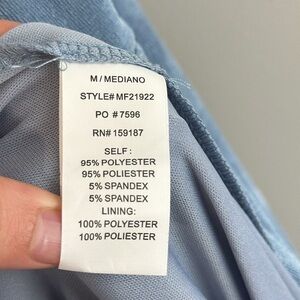 M / MEDIANO
STYLE# MF21922
PO #7596
RN# 159187
SELF :
95% POLYESTER
95% POLIESTER
5% SPANDEX
5% SPANDEX
LINING:
100% POLYESTER
100% POLIESTER